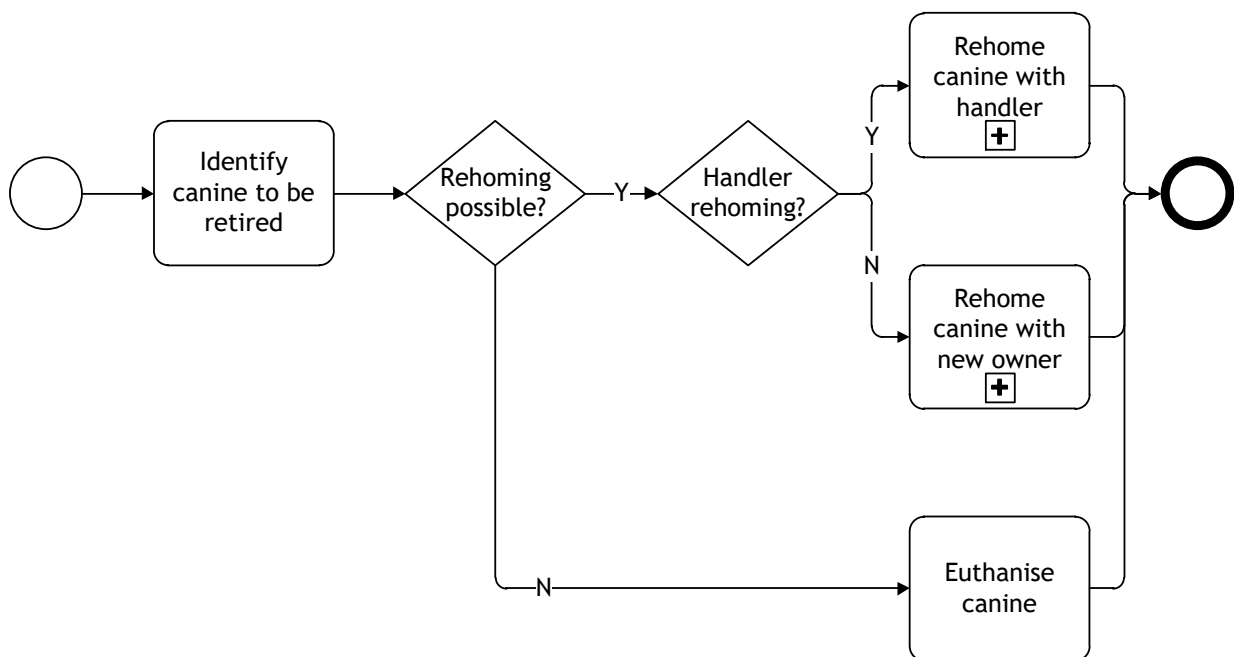 Identify
canine to be
retired
Rehoming
possible?
Y
Handler
rehoming?
Y
Rehome
canine with
handler
N
Rehome
canine with
new owner
N
Euthanise
canine